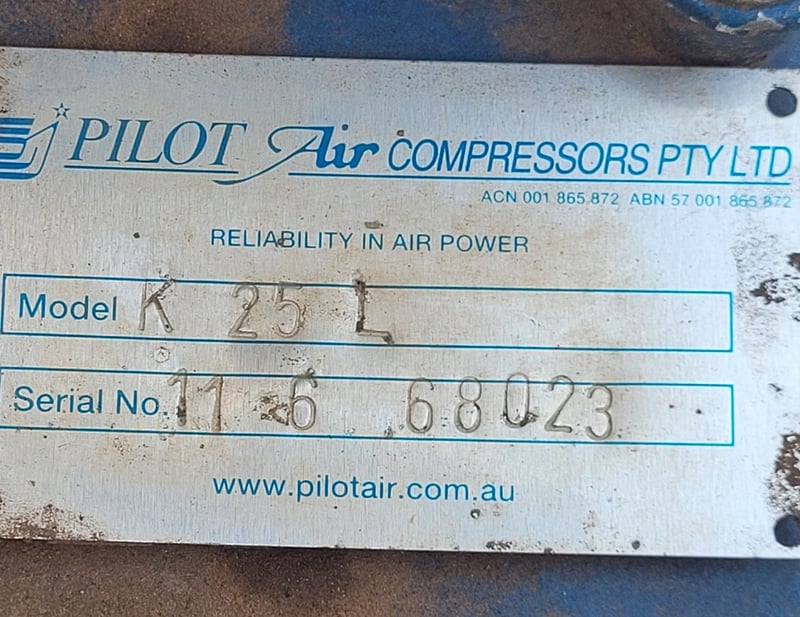 PILOT Air COMPRESSORS PTY LTD
ACN 001 865 872 ABN 57 001 865 872
RELIABILITY IN AIR POWER
Model K 25 L
Serial No. 11-6 68023
www.pilotair.com.au